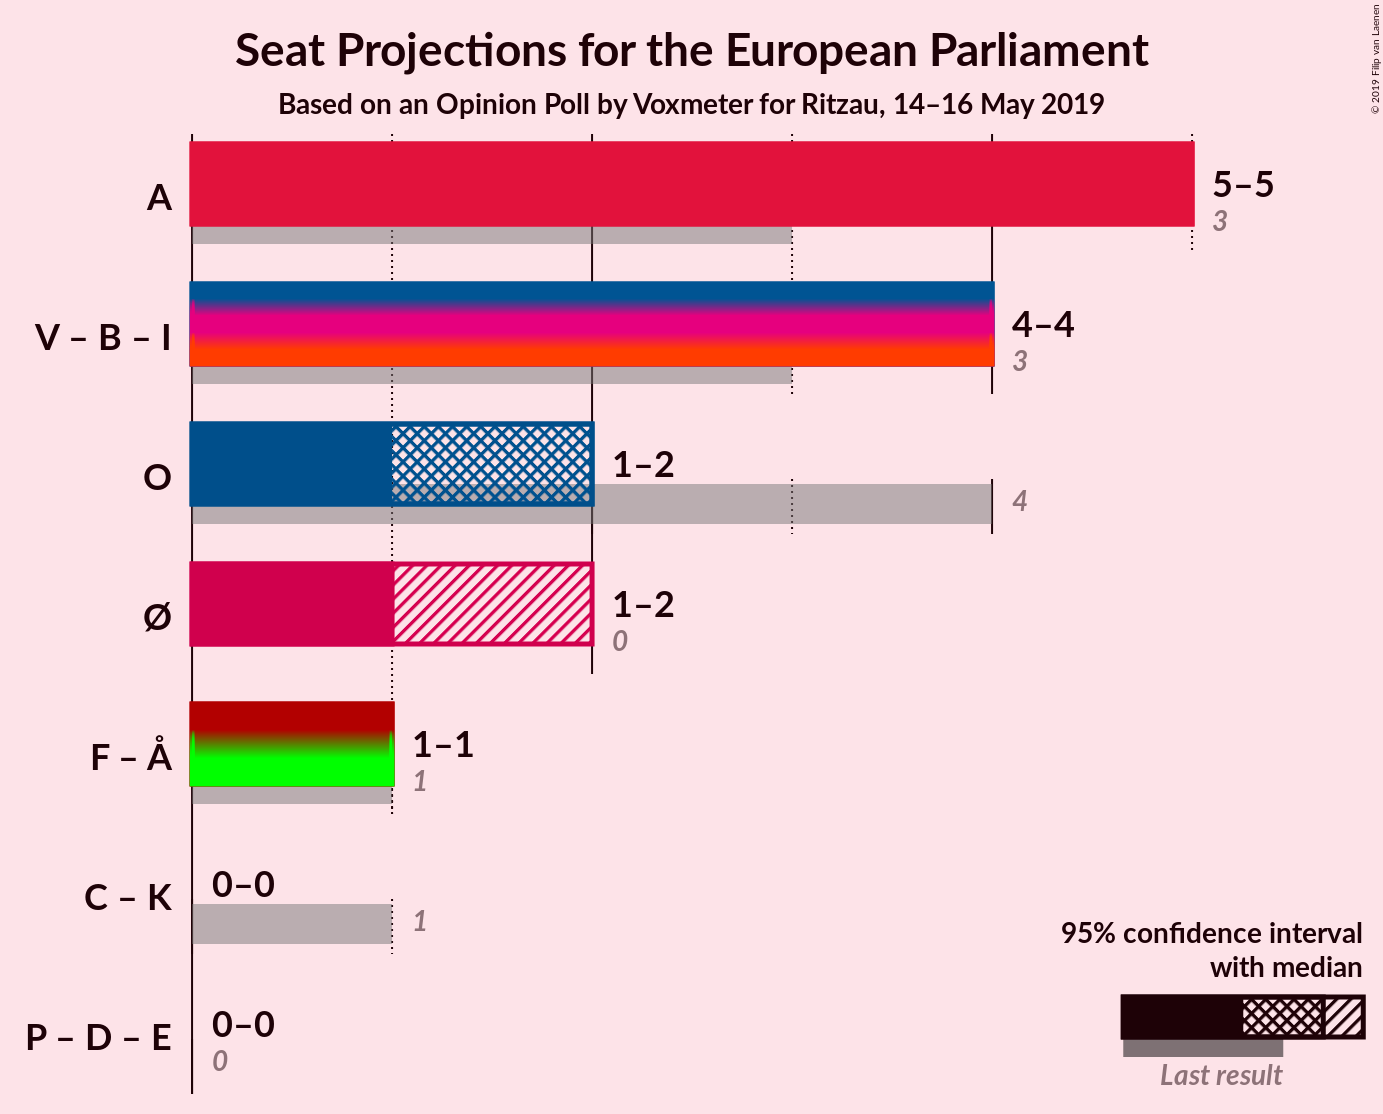 Seat Projections for the European Parliament
Based on an Opinion Poll by Voxmeter for Ritzau, 14–16 May 2019
© 2019 Filip van Laenen
A
5–5
3
V – B – I
4–4
3
O
1–2
4
Ø
1–2
0
F – Å
1–1
1
C – K
0–0
1
P – D – E
0–0
0
95% confidence interval
with median
Last result